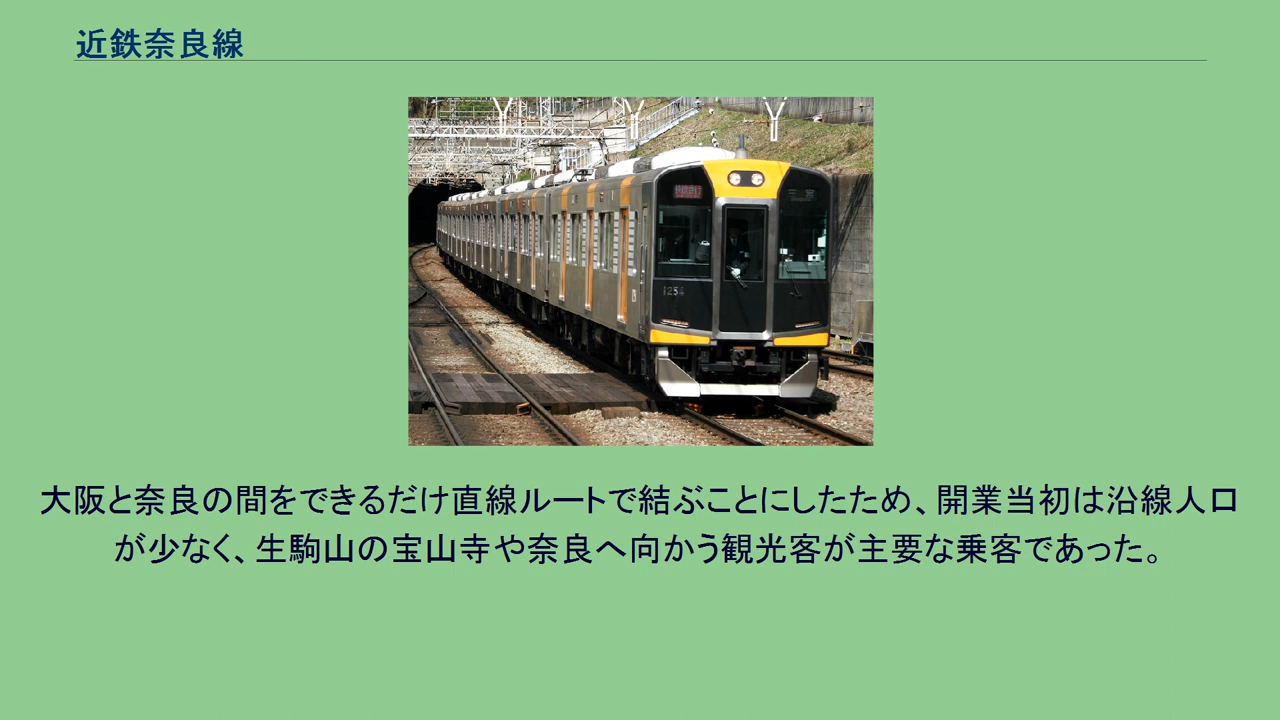 近鉄奈良線
1254
大阪と奈良の間をできるだけ直線ルートで結ぶことにしたため、開業当初は沿線人口
が少なく、生駒山の宝山寺や奈良へ向かう観光客が主要な乗客であった。